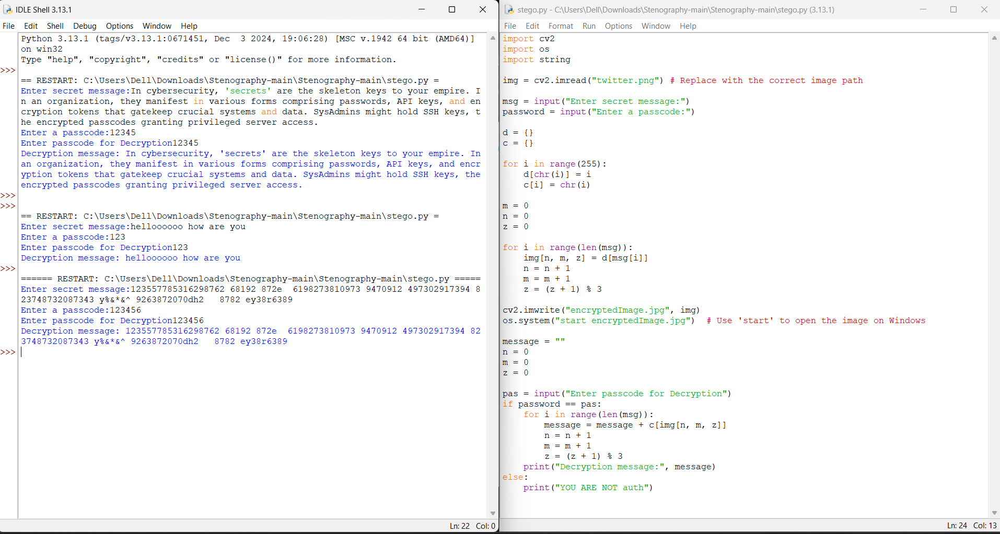 IDLE Shell 3.13.1
File Edit Shell Debug Options Window Help
Python 3.13.1 (tags/v3.13.1:0671451, Dec  3 2024, 19:06:28) [MSC v.1942 64 bit (AMD64)]
on win32
Type "help", "copyright", "credits" or "license()" for more information.
>>>
== RESTART: C:\Users\Dell\Downloads\Stenography-main\Stenography-main\stego.py =
Enter secret message:In cybersecurity, 'secrets' are the skeleton keys to your empire. I
n an organization, they manifest in various forms comprising passwords, API keys, and en
cryption tokens that gatekeep crucial systems and data. SysAdmins might hold SSH keys, t
he encrypted passcodes granting privileged server access.
Enter a passcode:12345
Enter passcode for Decryption12345
Decryption message: In cybersecurity, 'secrets' are the skeleton keys to your empire. In
an organization, they manifest in various forms comprising passwords, API keys, and encr
yption tokens that gatekeep crucial systems and data. SysAdmins might hold SSH keys, the
encrypted passcodes granting privileged server access.
>>>
>>>
== RESTART: C:\Users\Dell\Downloads\Stenography-main\Stenography-main\stego.py =
Enter secret message:helloooooo how are you
Enter a passcode:123
Enter passcode for Decryption123
Decryption message: helloooooo how are you
>>>
====== RESTART: C:\Users\Dell\Downloads\Stenography-main\Stenography-main\stego.py =====
Enter secret message:123557785316298762 68192 872e  6198273810973 9470912 497302917394 8
23748732087343 y%&*&^ 9263872070dh2   8782 ey38r6389
Enter a passcode:123456
Enter passcode for Decryption123456
Decryption message: 123557785316298762 68192 872e  6198273810973 9470912 497302917394 82
3748732087343 y%&*&^ 9263872070dh2   8782 ey38r6389
>>>
Ln: 22 Col: 0
stego.py - C:\Users\Dell\Downloads\Stenography-main\Stenography-main\stego.py (3.13.1)
File Edit Format Run Options Window Help
import cv2
import os
import string
img = cv2.imread("twitter.png") # Replace with the correct image path
msg = input("Enter secret message:")
password = input("Enter a passcode:")
d = {}
c = {}
for i in range(255):
    d[chr(i)] = i
    c[i] = chr(i)
m = 0
n = 0
z = 0
for i in range(len(msg)):
    img[n, m, z] = d[msg[i]]
    n = n + 1
    m = m + 1
    z = (z + 1) % 3
cv2.imwrite("encryptedImage.jpg", img)
os.system("start encryptedImage.jpg")  # Use 'start' to open the image on Windows
message = ""
n = 0
m = 0
z = 0
pas = input("Enter passcode for Decryption")
if password == pas:
    for i in range(len(msg)):
        message = message + c[img[n, m, z]]
        n = n + 1
        m = m + 1
        z = (z + 1) % 3
    print("Decryption message:", message)
else:
    print("YOU ARE NOT auth")
Ln: 24 Col: 13